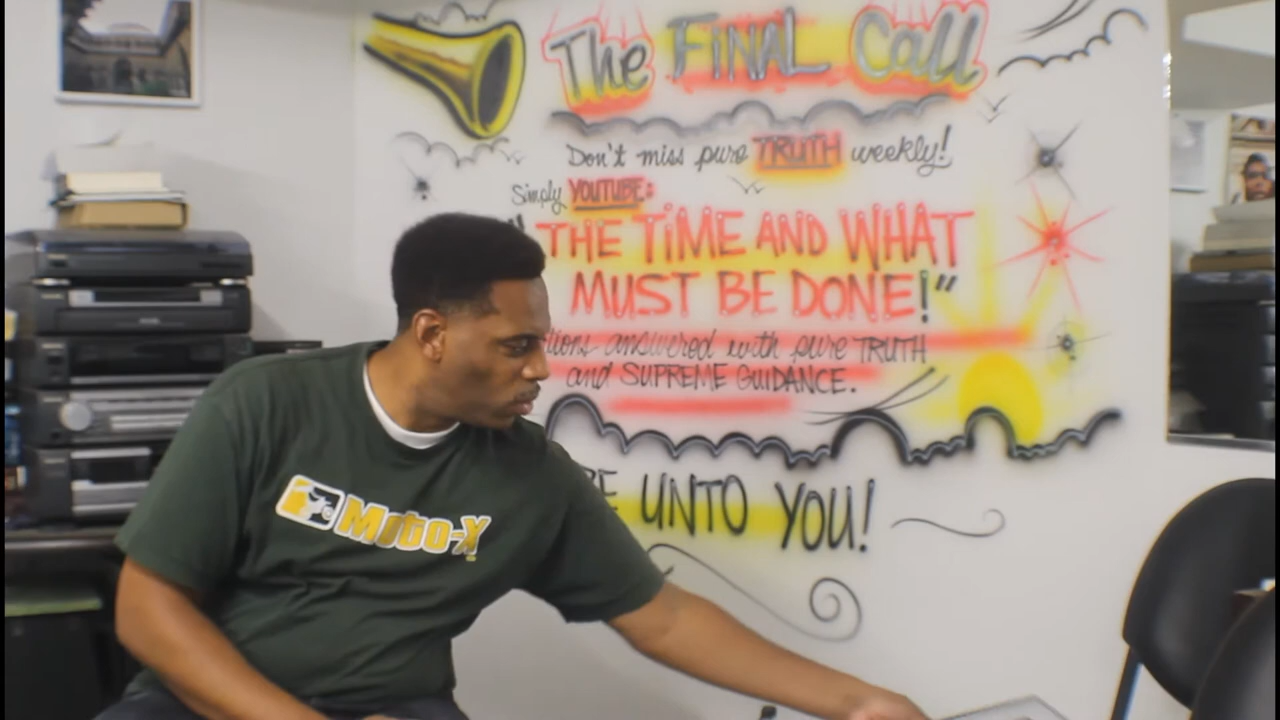 The FiNAL Call
Don't miss pure TRUTH weekly!
Simply YOUTUBE:
"THE TiME AND WHAT
MUST BE DONE!"
answered with pure TRUTH
and SUPREME GUiDANCE.
UNTO YOU!
Moto-X